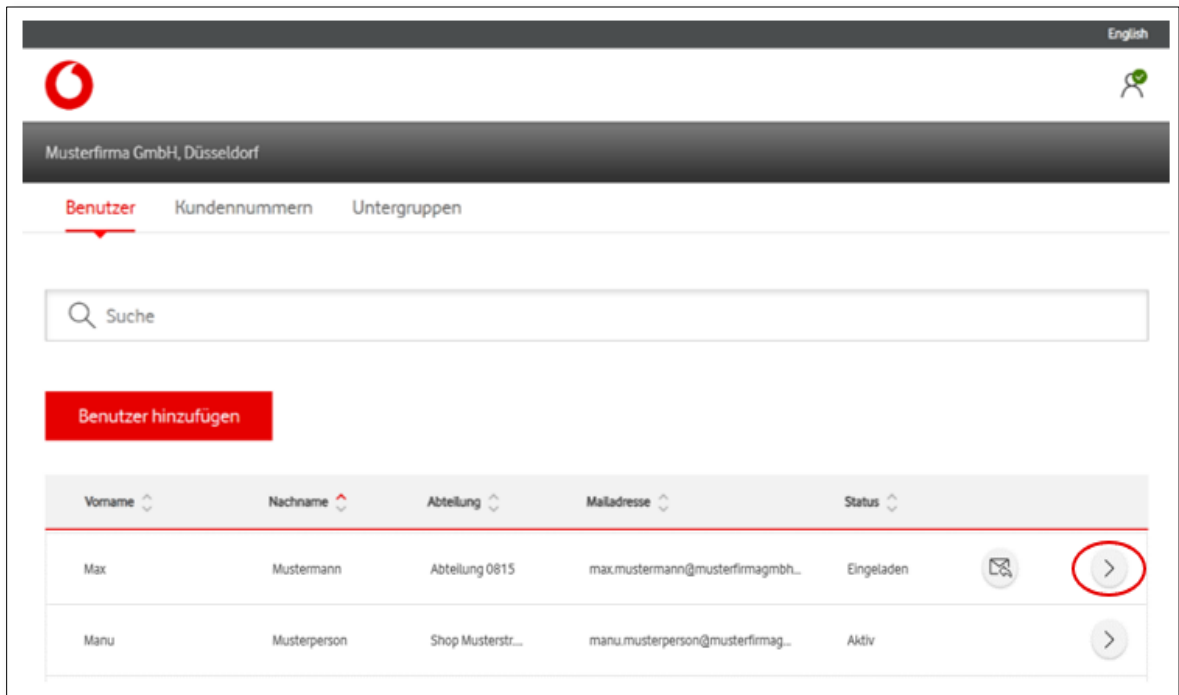 English
Musterfirma GmbH, Düsseldorf
Benutzer Kundennummern Untergruppen
Suche
Benutzer hinzufügen
Vorname Nachname Abteilung Mailadresse Status
Max Mustermann Abteilung 0815 max.mustermann@musterfirmagmbh... Eingeladen
Manu Musterperson Shop Musterstr.... manu.musterperson@musterfirmag... Aktiv